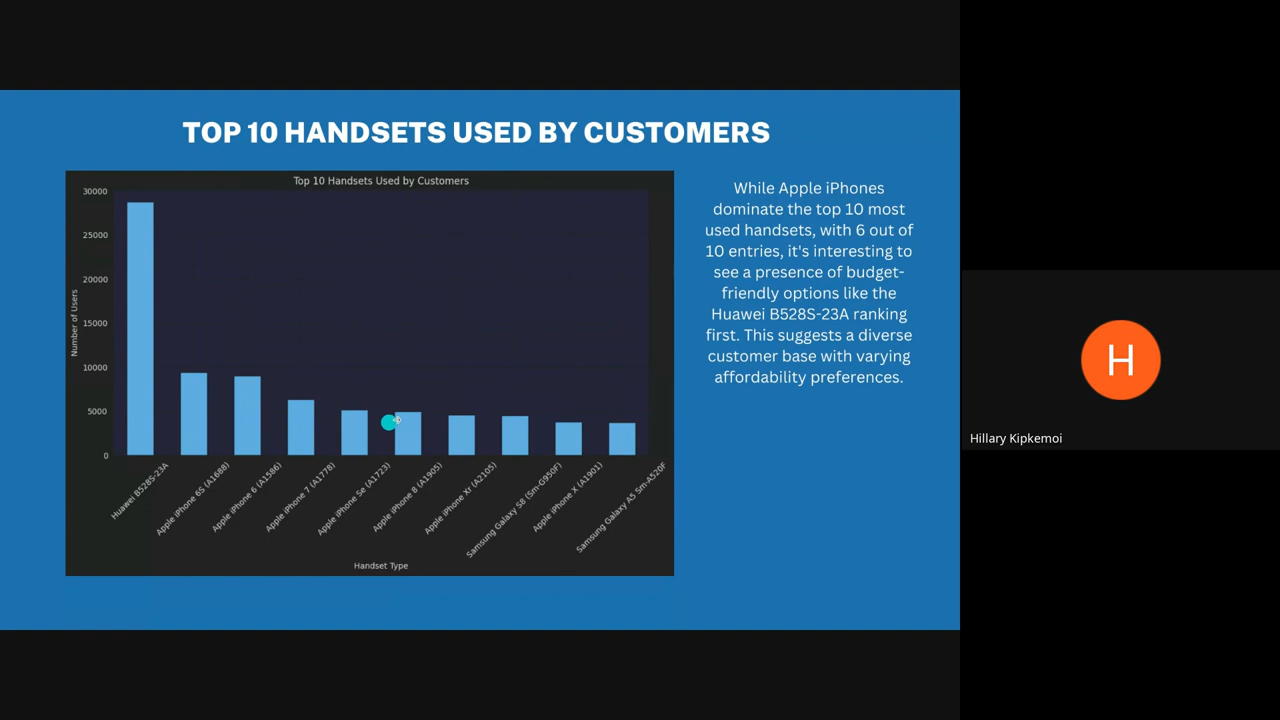 TOP 10 HANDSETS USED BY CUSTOMERS
Top 10 Handsets Used by Customers
30000
25000
20000
15000
10000
5000
0
Number of Users
Huawei B528S-23A
Apple iPhone 6S (A1688)
Apple iPhone 6 (A1586)
Apple iPhone 7 (A1778)
Apple iPhone Se (A1723)
Apple iPhone 8 (A1905)
Apple iPhone Xr (A2105)
Samsung Galaxy S8 (Sm-G950F)
Apple iPhone X (A1901)
Samsung Galaxy A5 Sm-A520F
Handset Type
While Apple iPhones
dominate the top 10 most
used handsets, with 6 out of
10 entries, it's interesting to
see a presence of budget-
friendly options like the
Huawei B528S-23A ranking
first. This suggests a diverse
customer base with varying
affordability preferences.
H
Hillary Kipkemoi